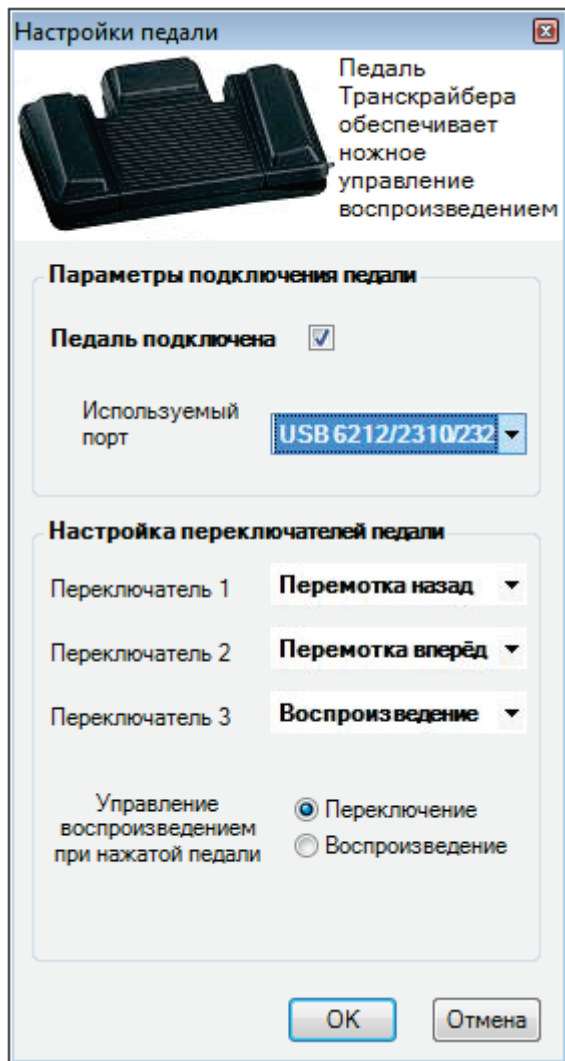 Настройки педали
Педаль
Транскрайбера
обеспечивает
ножное
управление
воспроизведением
Параметры подключения педали
Педаль подключена
Используемый
порт
USB 6212/2310/232
Настройка переключателей педали
Переключатель 1
Перемотка назад
Переключатель 2
Перемотка вперёд
Переключатель 3
Воспроизведение
Управление
воспроизведением
при нажатой педали
Переключение
Воспроизведение
OK
Отмена